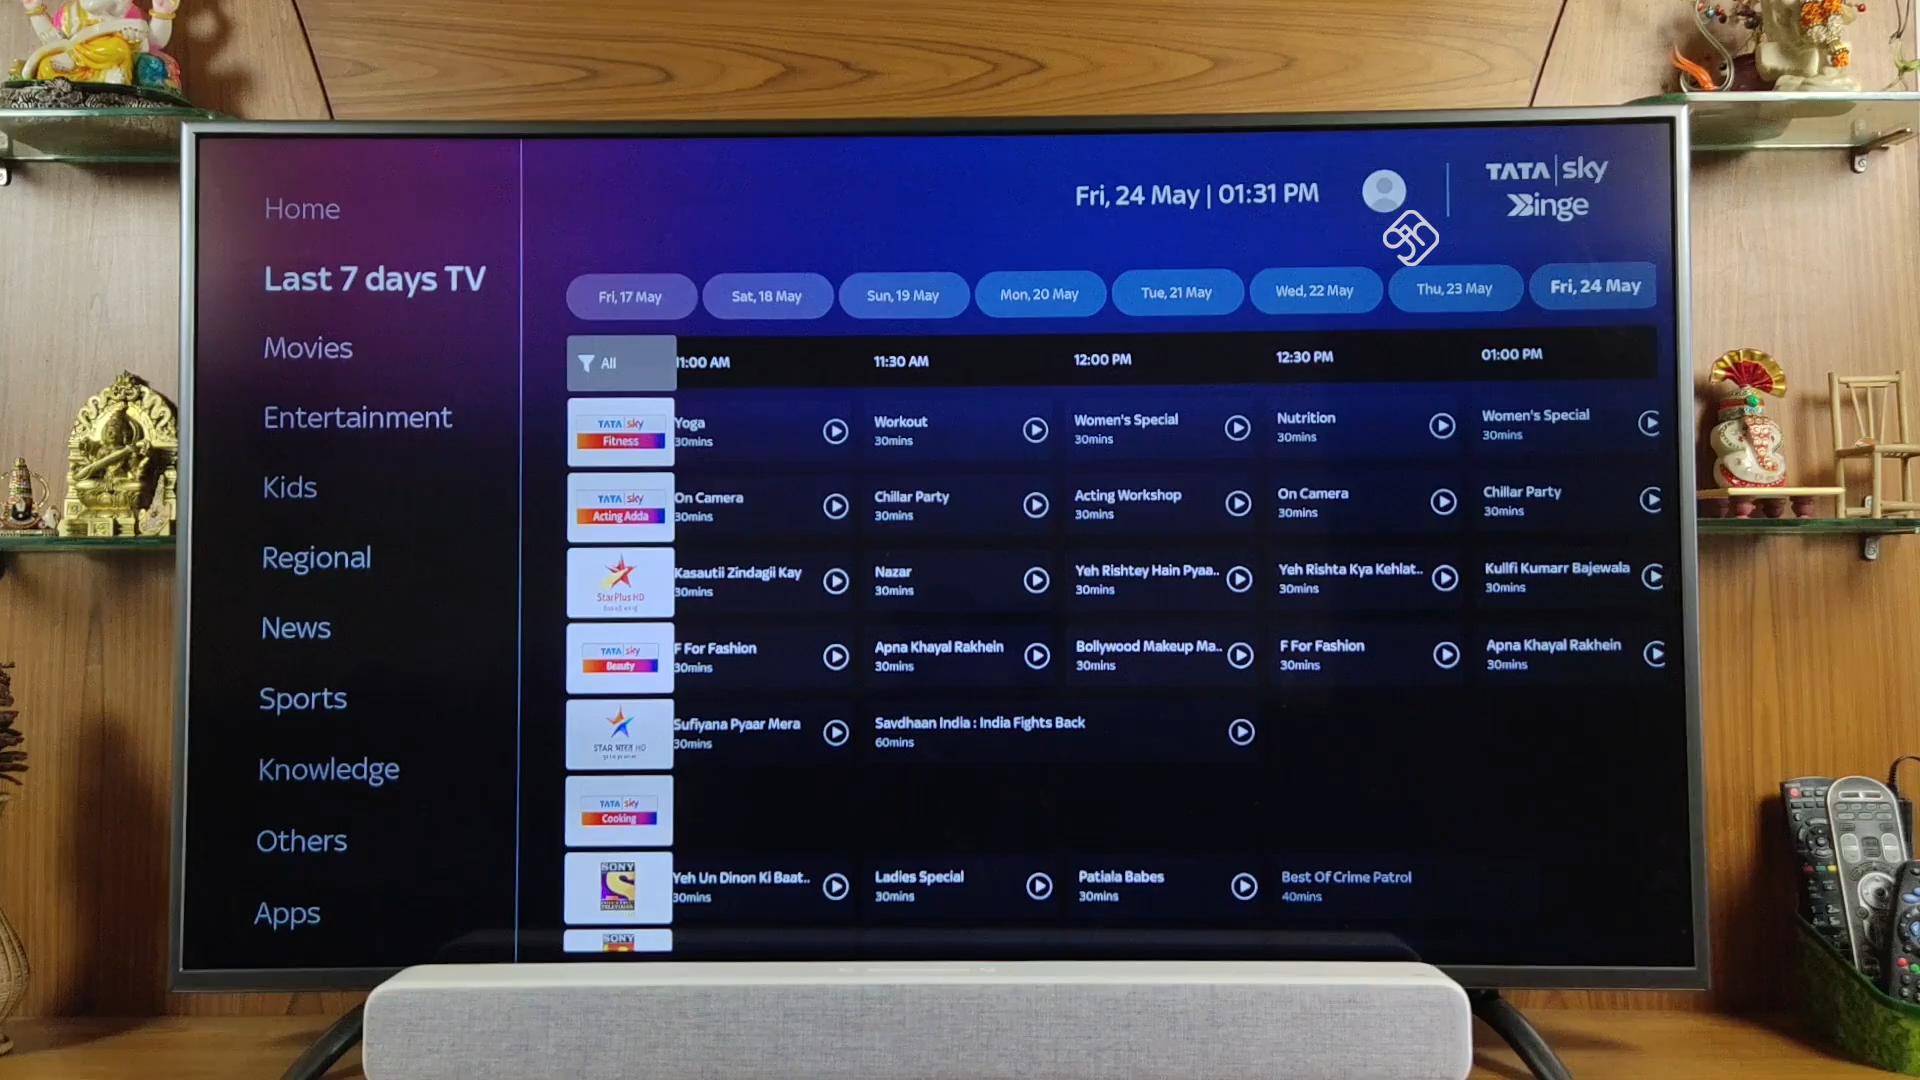 Fri, 24 May | 01:31 PM
TATA sky
Binge
Home
Last 7 days TV
Movies
Entertainment
Kids
Regional
News
Sports
Knowledge
Others
Apps
Fri, 17 May
Sat, 18 May
Sun, 19 May
Mon, 20 May
Tue, 21 May
Wed, 22 May
Thu, 23 May
Fri, 24 May
All
11:00 AM
11:30 AM
12:00 PM
12:30 PM
01:00 PM
TATA sky
Fitness
Yoga
30mins
Workout
30mins
Women's Special
30mins
Nutrition
30mins
Women's Special
30mins
TATA sky
Acting Adda
On Camera
30mins
Chillar Party
30mins
Acting Workshop
30mins
On Camera
30mins
Chillar Party
30mins
StarPlus HD
Kasautii Zindagii Kay
30mins
Nazar
30mins
Yeh Rishtey Hain Pyaa..
30mins
Yeh Rishta Kya Kehlat..
30mins
Kullfi Kumarr Bajewala
30mins
TATA sky
Beauty
F For Fashion
30mins
Apna Khayal Rakhein
30mins
Bollywood Makeup Ma..
30mins
F For Fashion
30mins
Apna Khayal Rakhein
30mins
STAR भारत HD
Sufiyana Pyaar Mera
30mins
Savdhaan India : India Fights Back
60mins
TATA sky
Cooking
SONY
Yeh Un Dinon Ki Baat..
30mins
Ladies Special
30mins
Patiala Babes
30mins
Best Of Crime Patrol
40mins
SONY